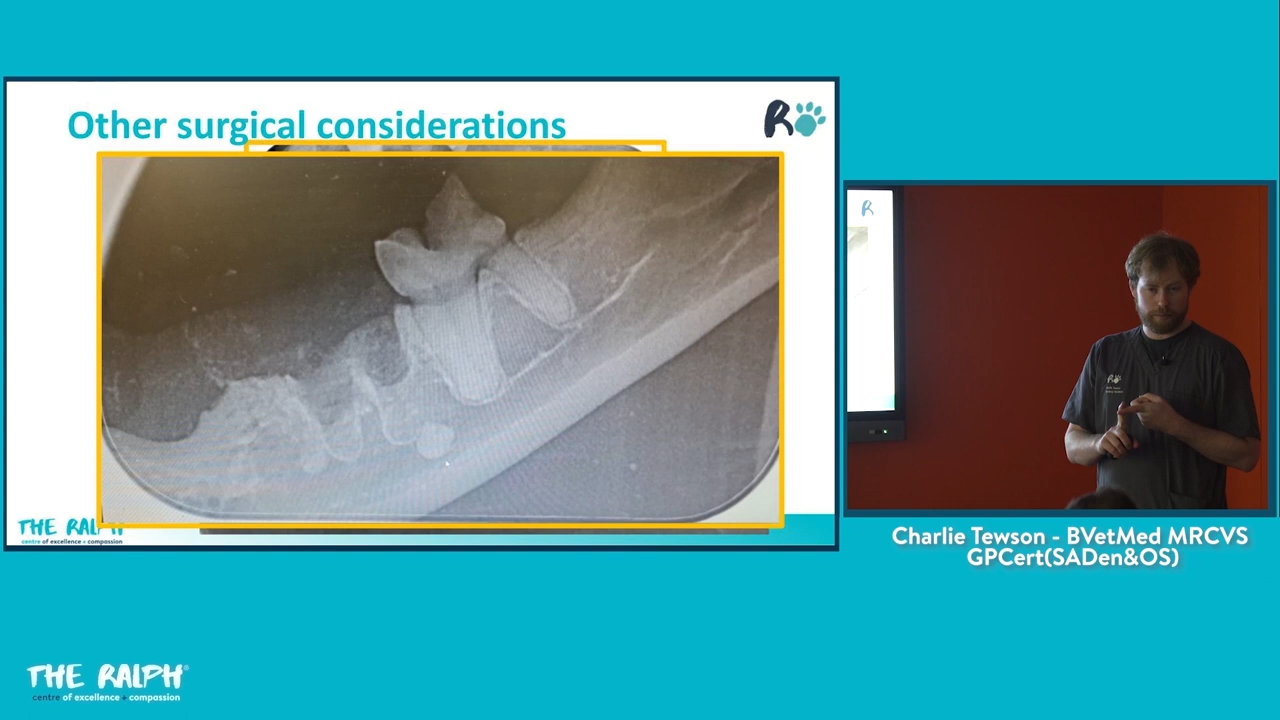 Other surgical considerations
R
THE RALPH
centre of excellence + compassion
R
Charlie Tewson - BVetMed MRCVS
GPCert(SADen&OS)
THE RALPH®
centre of excellence + compassion